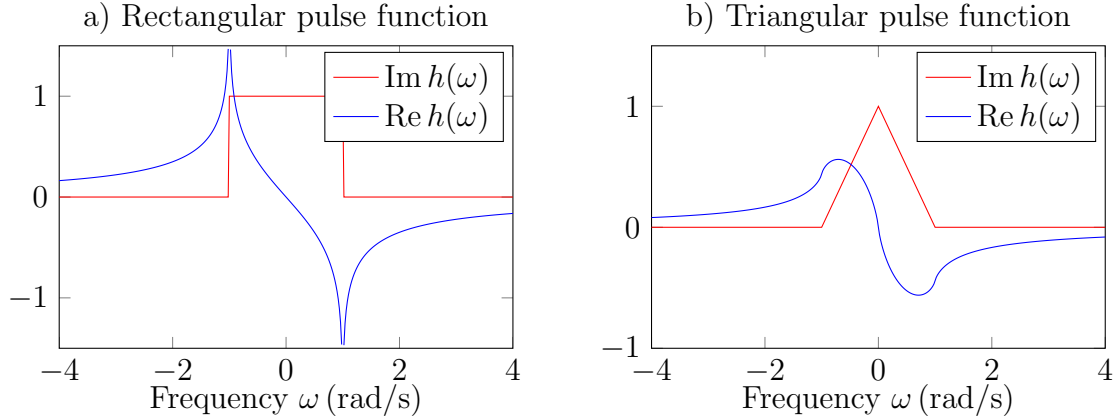 a) Rectangular pulse function
Im h(ω)
Re h(ω)
1
0
−1
−4
−2
0
2
4
Frequency ω (rad/s)
b) Triangular pulse function
Im h(ω)
Re h(ω)
1
0
−1
−4
−2
0
2
4
Frequency ω (rad/s)